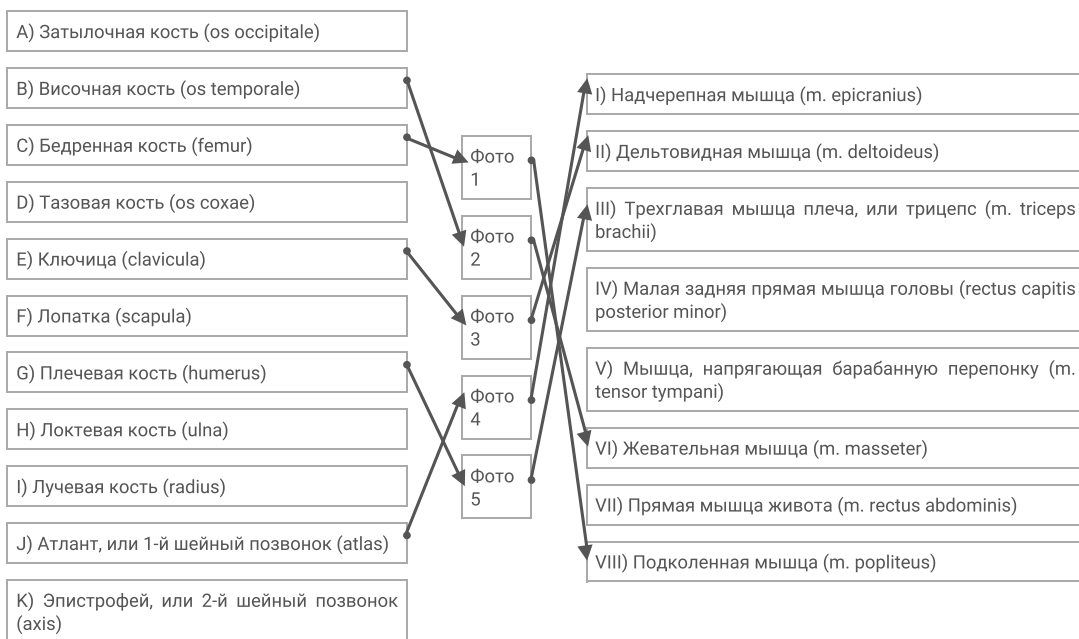 A) Затылочная кость (os occipitale)
B) Височная кость (os temporale)
C) Бедренная кость (femur)
D) Тазовая кость (os coxae)
E) Ключица (clavicula)
F) Лопатка (scapula)
G) Плечевая кость (humerus)
H) Локтевая кость (ulna)
I) Лучевая кость (radius)
J) Атлант, или 1-й шейный позвонок (atlas)
K) Эпистрофей, или 2-й шейный позвонок
(axis)
Фото
1
Фото
2
Фото
3
Фото
4
Фото
5
I) Надчерепная мышца (m. epicranius)
II) Дельтовидная мышца (m. deltoideus)
III) Трехглавая мышца плеча, или трицепс (m. triceps
brachii)
IV) Малая задняя прямая мышца головы (rectus capitis
posterior minor)
V) Мышца, напрягающая барабанную перепонку (m.
tensor tympani)
VI) Жевательная мышца (m. masseter)
VII) Прямая мышца живота (m. rectus abdominis)
VIII) Подколенная мышца (m. popliteus)